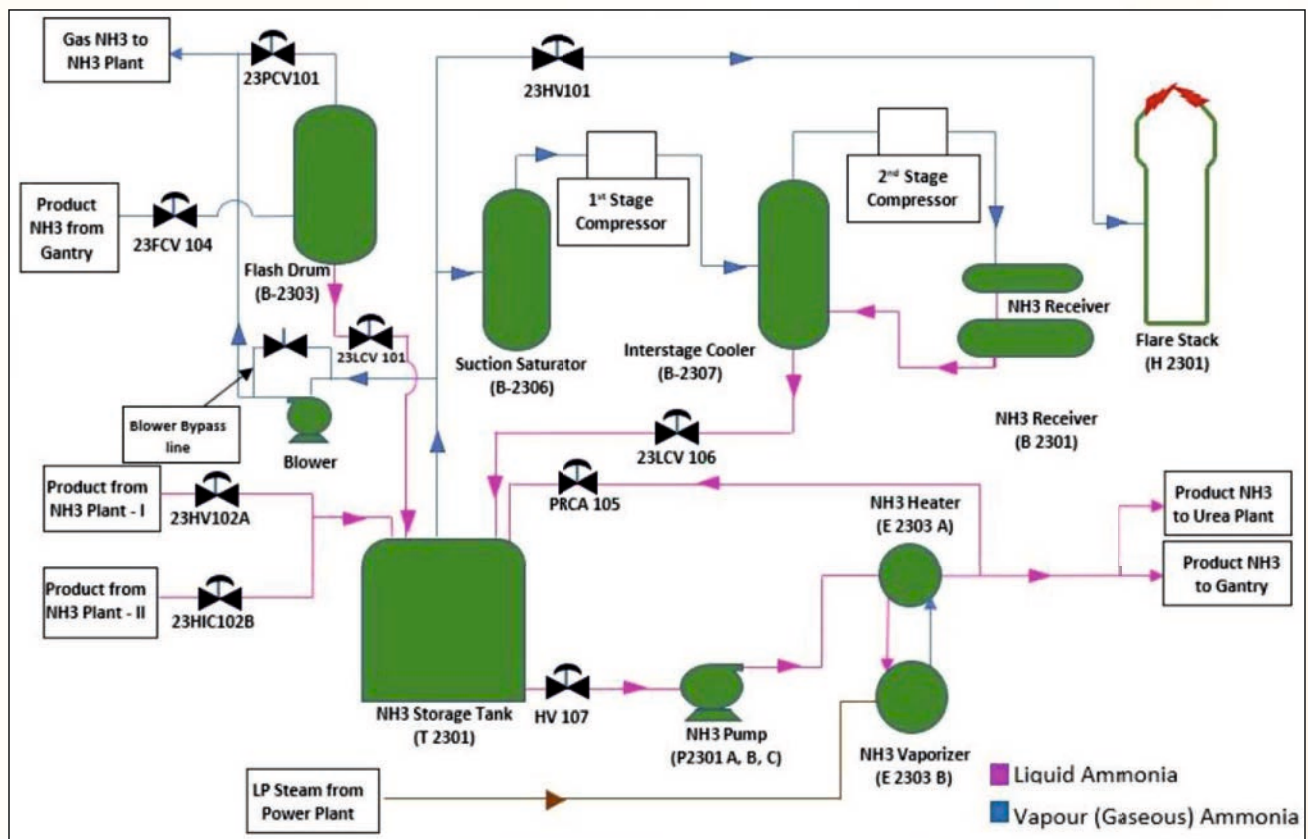 Gas NH3 to
NH3 Plant
23PCV101
23HV101
Product
NH3 from
Gantry
23FCV 104
Flash Drum
(B-2303)
1st Stage
Compressor
2nd Stage
Compressor
23LCV 101
Suction Saturator
(B-2306)
Interstage Cooler
(B-2307)
NH3 Receiver
Flare Stack
(H 2301)
NH3 Receiver
(B 2301)
Blower Bypass
line
Blower
23LCV 106
Product from
NH3 Plant - I
23HV102A
PRCA 105
NH3 Heater
(E 2303 A)
Product NH3
to Urea Plant
Product NH3
to Gantry
Product from
NH3 Plant - II
23HIC102B
NH3 Storage Tank
(T 2301)
HV 107
NH3 Pump
(P2301 A, B, C)
NH3 Vaporizer
(E 2303 B)
LP Steam from
Power Plant
Liquid Ammonia
Vapour (Gaseous) Ammonia